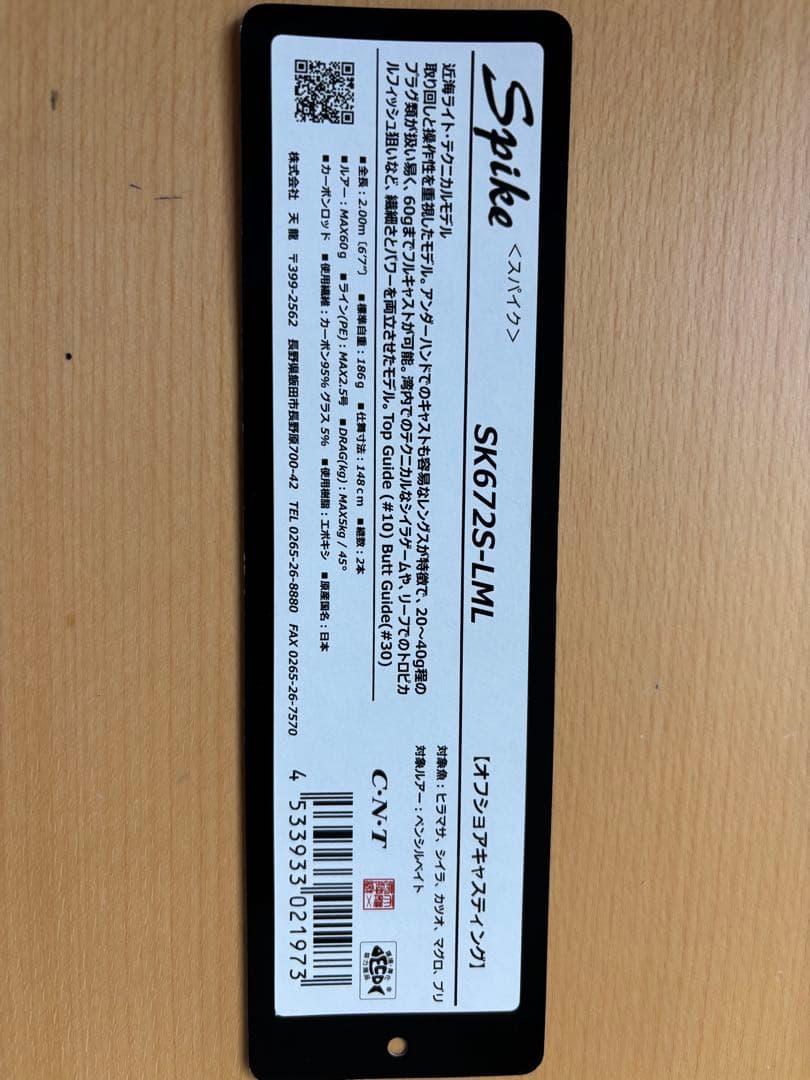 Spike <スパイク> SK672S-LML 【オフショアキャスティング】
近海ライト・テクニカルモデル
取り回しと操作性を重視したモデル。アンダーハンドでのキャストも容易なレングスが特徴で、20〜40g程の
プラグ類が扱い易く、60gまでフルキャストが可能。湾内でのテクニカルなシイラゲームや、リーフでのトロピカ
ルフィッシュ狙いなど、繊細さとパワーを両立させたモデル。Top Guide (#10) Butt Guide(#30)
対象魚：ヒラマサ、シイラ、カツオ、マグロ、ブリ
対象ルアー：ペンシルベイト
■全長：2.00m〔6'7"〕 ■標準自重：186g ■仕舞寸法：148cm ■継数：2本
■ルアー：MAX60g ■ライン(PE)：MAX2.5号 ■DRAG(kg)：MAX5kg / 45°
■カーボンロッド ■使用繊維：カーボン95% グラス5% ■使用樹脂：エポキシ ■原産国名：日本
株式会社 天龍 〒399-2562 長野県飯田市長野原700-42 TEL 0265-26-8880 FAX 0265-26-7570
C・N・T
ECO
4 533933 021973